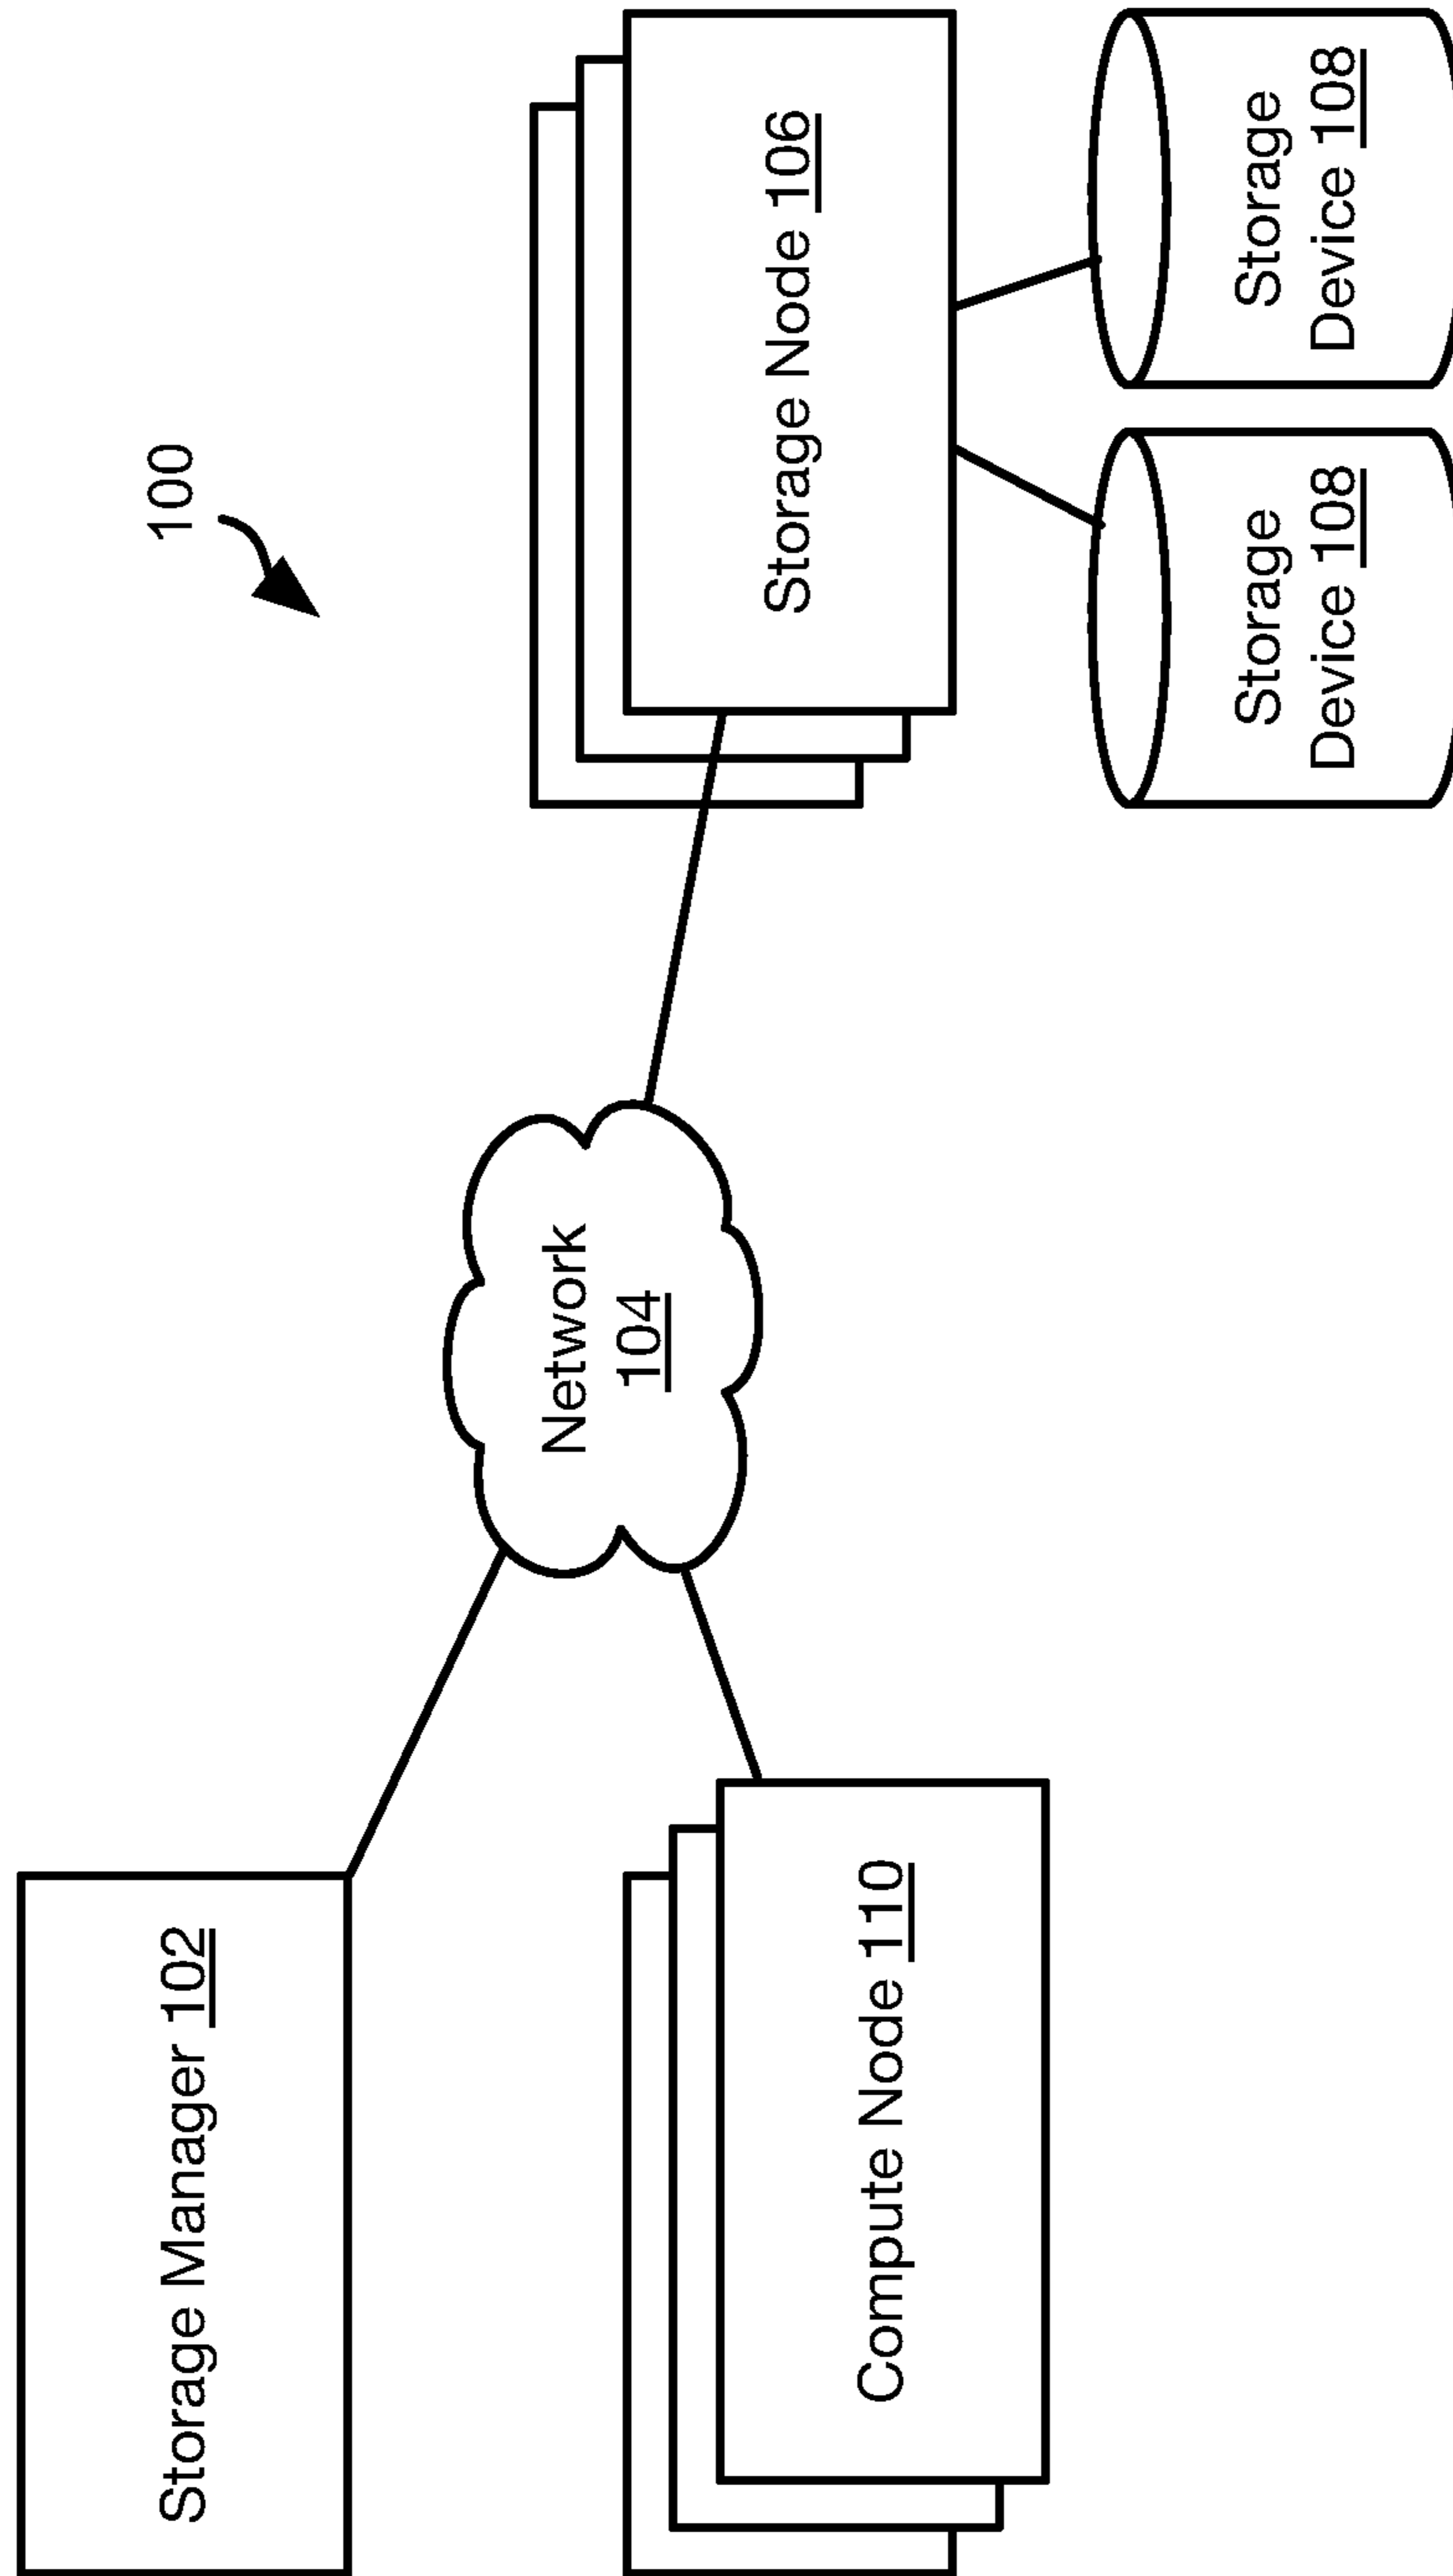 100
Storage Manager 102
Network
104
Storage Node 106
Compute Node 110
Storage
Device 108
Storage
Device 108